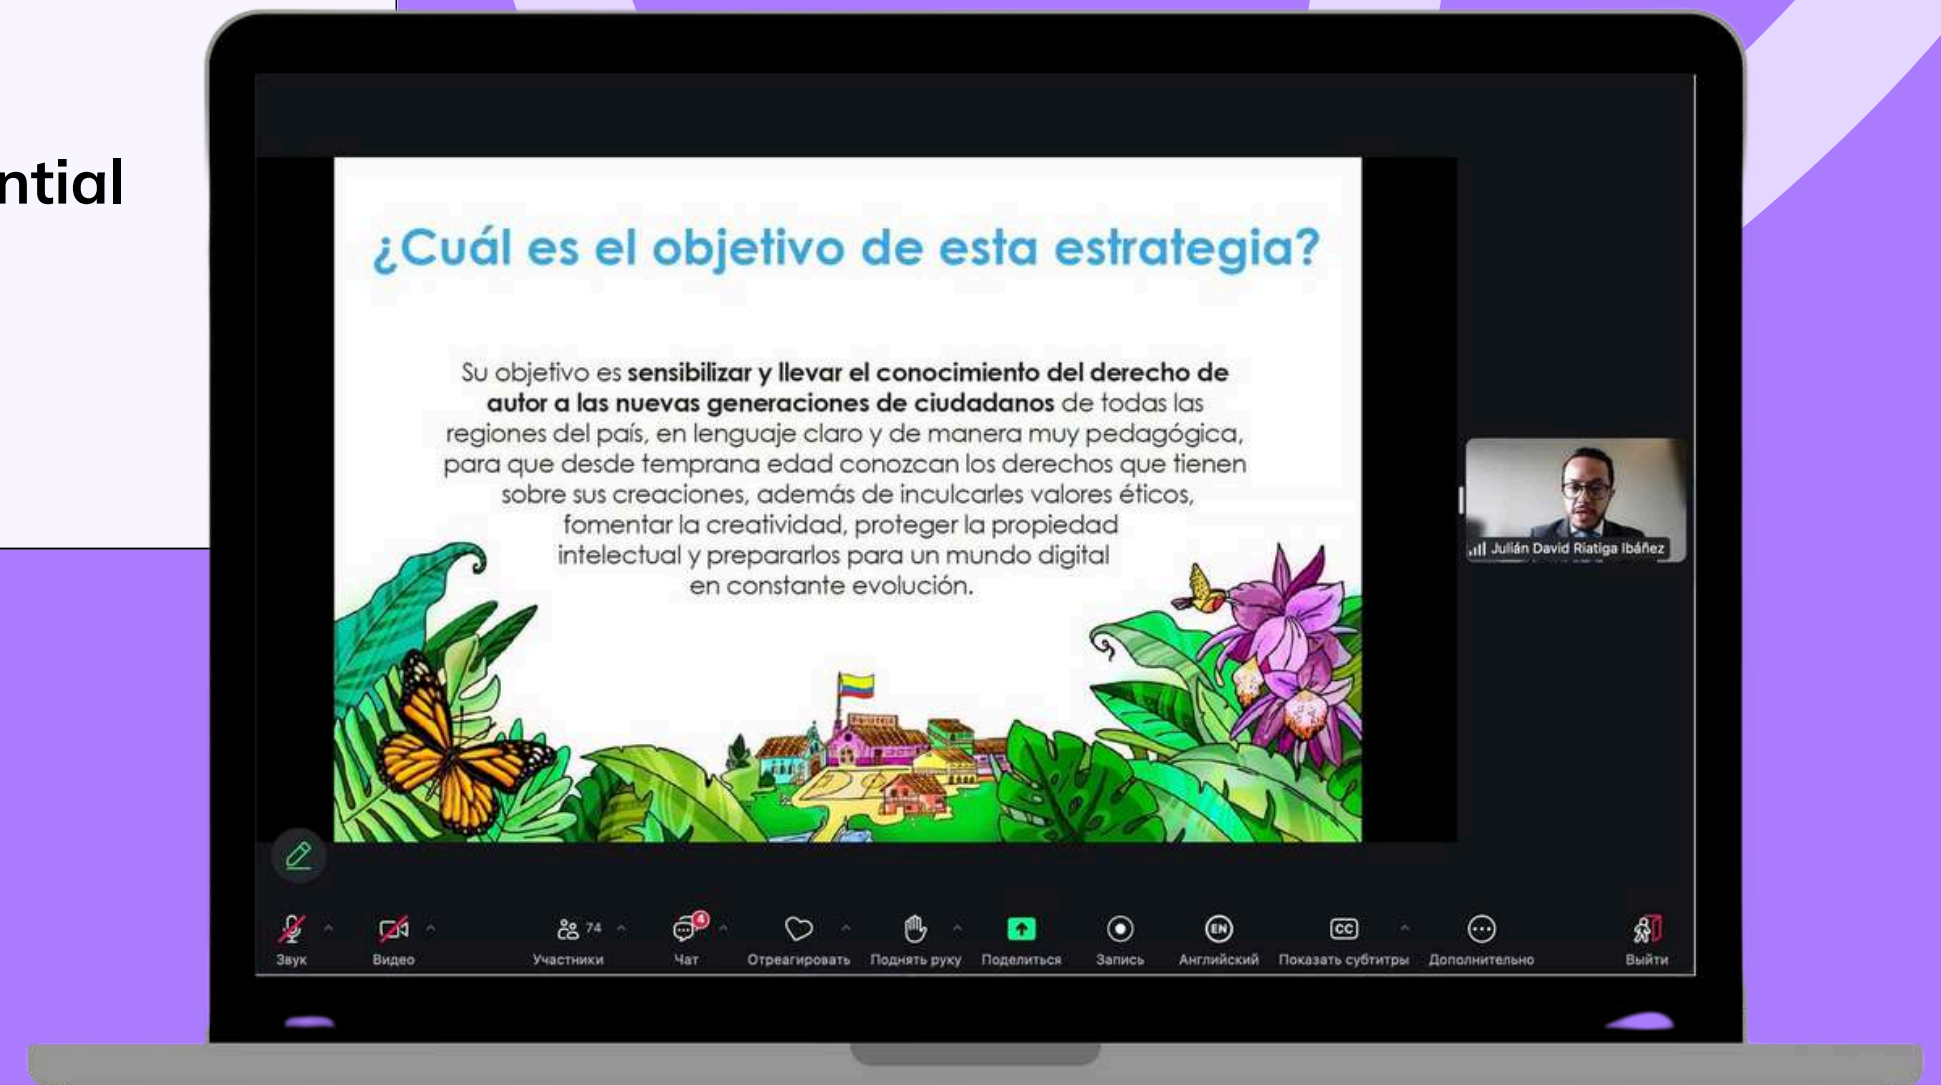 ntial
¿Cuál es el objetivo de esta estrategia?
Su objetivo es sensibilizar y llevar el conocimiento del derecho de
autor a las nuevas generaciones de ciudadanos de todas las
regiones del país, en lenguaje claro y de manera muy pedagógica,
para que desde temprana edad conozcan los derechos que tienen
sobre sus creaciones, además de inculcarles valores éticos,
fomentar la creatividad, proteger la propiedad
intelectual y prepararlos para un mundo digital
en constante evolución.
Julián David Riatiga Ibáñez
74
4
EN
CC
Звук
Видео
Участники
Чат
Отреагировать
Поднять руку
Поделиться
Запись
Английский
Показать субтитры
Дополнительно
Выйти